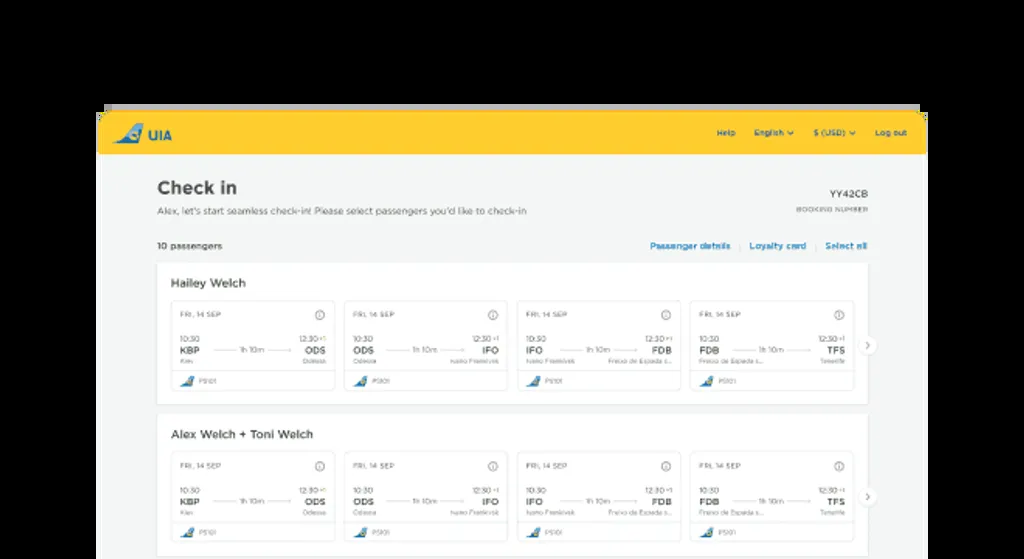 UIA Help English $ (USD) Log out
Check in
YY42CB
Alex, let's start seamless check-in! Please select passengers you'd like to check-in
BOOKING NUMBER
10 passengers Passenger details Loyalty card Select all
Hailey Welch
FRI, 14 SEP FRI, 14 SEP FRI, 14 SEP FRI, 14 SEP
10:30 12:30+1 10:30 12:30+1 10:30 12:30+1 10:30 12:30+1
KBP 1h 10m ODS ODS 1h 10m IFO IFO 1h 10m FDB FDB 1h 10m TFS
Kiev Odessa Odessa Ivano Frankivsk Ivano Frankivsk Freixo de Espada s... Freixo de Espada s... Tenerife
PS101 PS101 PS101 PS101
Alex Welch + Toni Welch
FRI, 14 SEP FRI, 14 SEP FRI, 14 SEP FRI, 14 SEP
10:30 12:30+1 10:30 12:30+1 10:30 12:30+1 10:30 12:30+1
KBP 1h 10m ODS ODS 1h 10m IFO IFO 1h 10m FDB FDB 1h 10m TFS
Kiev Odessa Odessa Ivano Frankivsk Ivano Frankivsk Freixo de Espada s... Freixo de Espada s... Tenerife
PS101 PS101 PS101 PS101